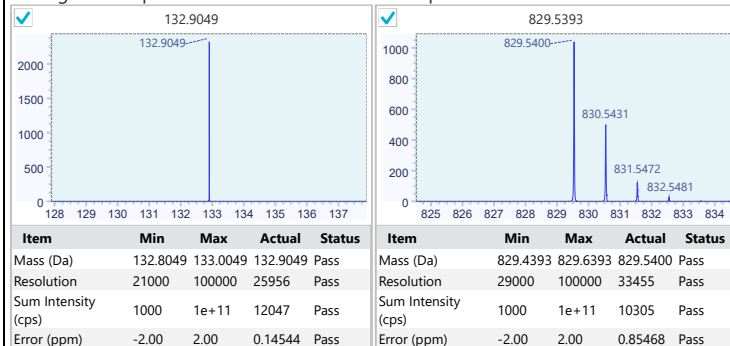 132.9049
132.9049
2000
1500
1000
500
0
128 129 130 131 132 133 134 135 136 137
Item Min Max Actual Status
Mass (Da) 132.8049 133.0049 132.9049 Pass
Resolution 21000 100000 25956 Pass
Sum Intensity (cps) 1000 1e+11 12047 Pass
Error (ppm) -2.00 2.00 0.14544 Pass
829.5393
829.5400
830.5431
831.5472
832.5481
1000
800
600
400
200
0
825 826 827 828 829 830 831 832 833 834
Item Min Max Actual Status
Mass (Da) 829.4393 829.6393 829.5400 Pass
Resolution 29000 100000 33455 Pass
Sum Intensity (cps) 1000 1e+11 10305 Pass
Error (ppm) -2.00 2.00 0.85468 Pass